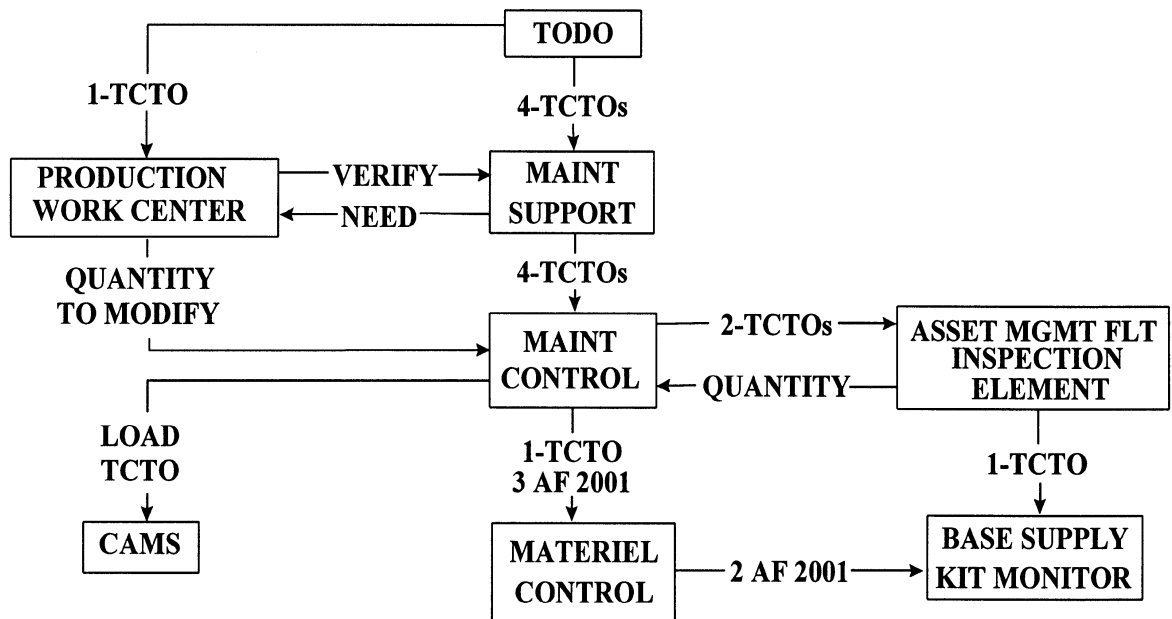 TODO
1-TCTO
4-TCTOs
PRODUCTION
WORK CENTER
VERIFY
NEED
MAINT
SUPPORT
QUANTITY
TO MODIFY
4-TCTOs
MAINT
CONTROL
2-TCTOs
QUANTITY
ASSET MGMT FLT
INSPECTION
ELEMENT
LOAD
TCTO
1-TCTO
3 AF 2001
1-TCTO
CAMS
MATERIEL
CONTROL
2 AF 2001
BASE SUPPLY
KIT MONITOR